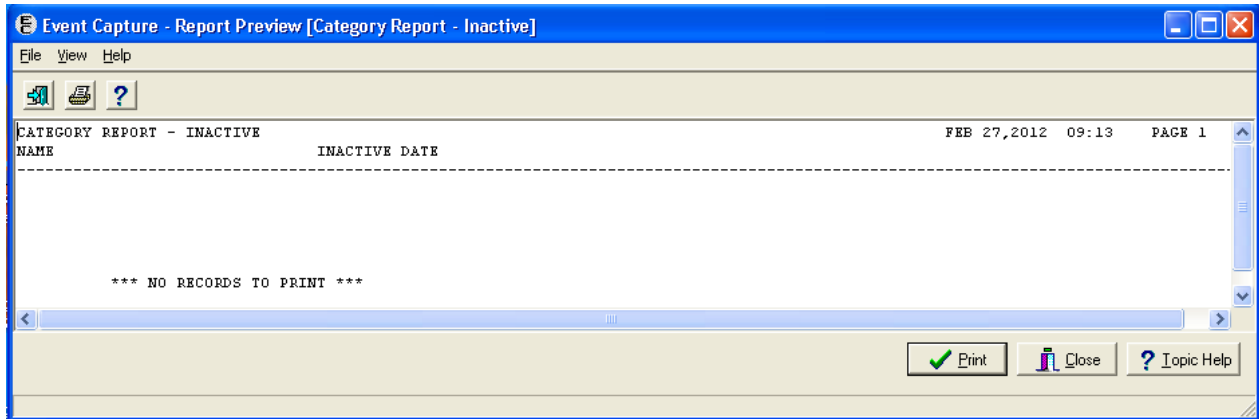 Event Capture - Report Preview [Category Report - Inactive]
File View Help
CATEGORY REPORT - INACTIVE FEB 27,2012 09:13 PAGE 1
NAME INACTIVE DATE
*** NO RECORDS TO PRINT ***
Print Close ? Topic Help